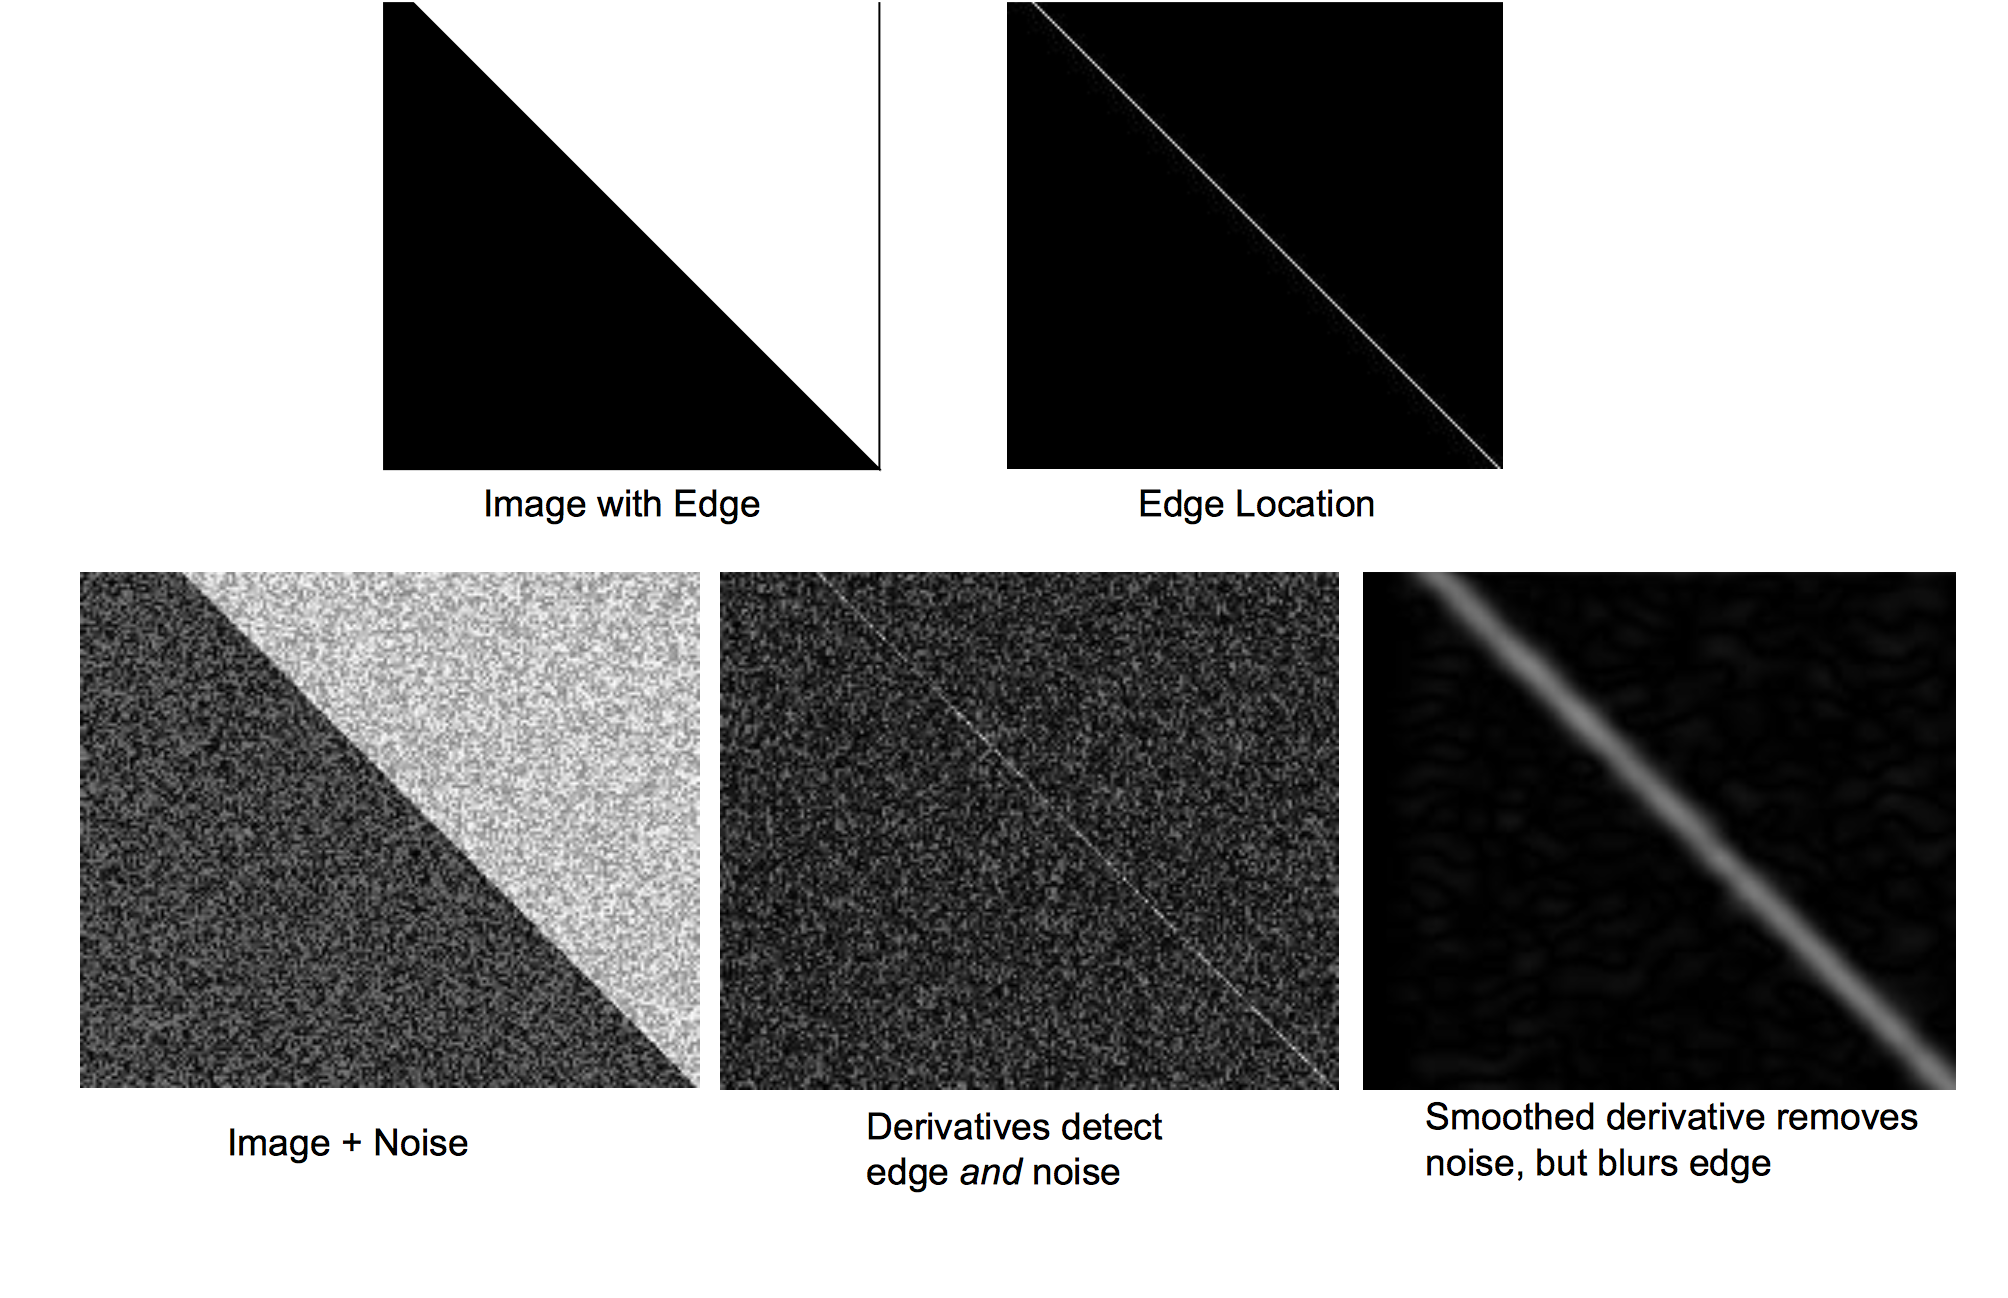 Image with Edge
Edge Location
Image + Noise
Derivatives detect
edge and noise
Smoothed derivative removes
noise, but blurs edge